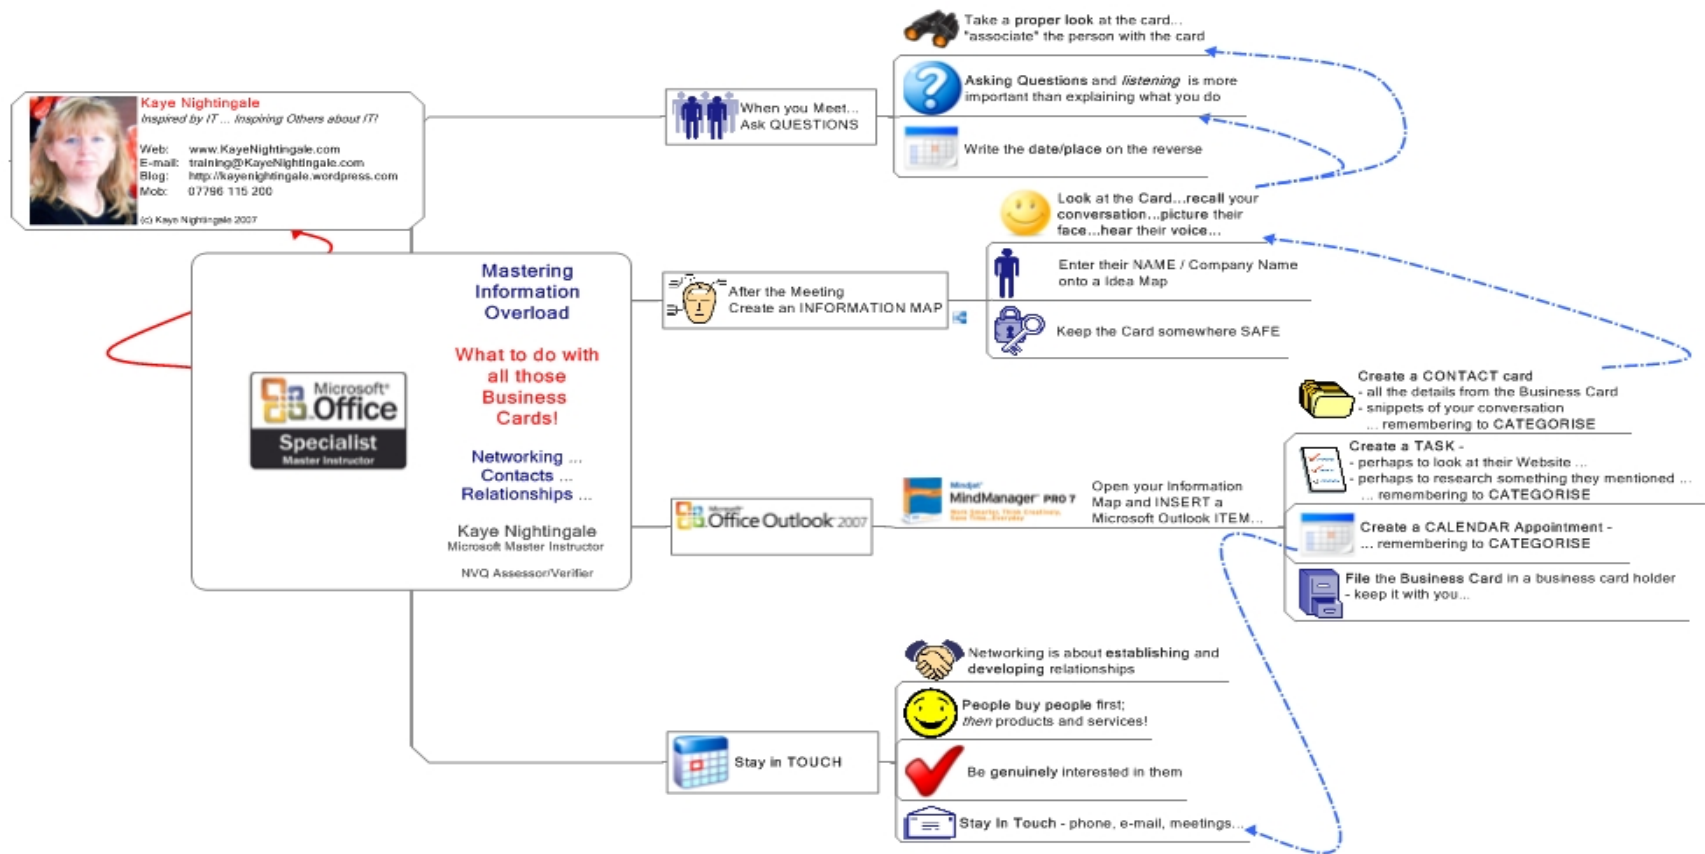 Kaye Nightingale
Inspired by IT ... Inspiring Others about IT!
Web: www.KayeNightingale.com
E-mail: training@KayeNightingale.com
Blog: http://kayenightingale.wordpress.com
Mob: 07796 115 200
(c) Kaye Nightingale 2007
Mastering
Information
Overload
What to do with
all those
Business
Cards!
Networking ...
Contacts ...
Relationships ...
Kaye Nightingale
Microsoft Master Instructor
NVQ Assessor/Verifier
Microsoft
Office
Specialist
Master Instructor
When you Meet...
Ask QUESTIONS
Take a proper look at the card...
"associate" the person with the card
Asking Questions and listening is more
important than explaining what you do
Write the date/place on the reverse
After the Meeting
Create an INFORMATION MAP
Look at the Card...recall your
conversation...picture their
face...hear their voice...
Enter their NAME / Company Name
onto a Idea Map
Keep the Card somewhere SAFE
Microsoft
Office Outlook 2007
Mindjet
MindManager PRO 7
Work Smarter. Think Creatively.
Save Time. Everyday
Open your Information
Map and INSERT a
Microsoft Outlook ITEM...
Create a CONTACT card
- all the details from the Business Card
- snippets of your conversation
... remembering to CATEGORISE
Create a TASK -
- perhaps to look at their Website ...
- perhaps to research something they mentioned ...
... remembering to CATEGORISE
Create a CALENDAR Appointment -
... remembering to CATEGORISE
File the Business Card in a business card holder
- keep it with you...
Stay in TOUCH
Networking is about establishing and
developing relationships
People buy people first;
then products and services!
Be genuinely interested in them
Stay In Touch - phone, e-mail, meetings...